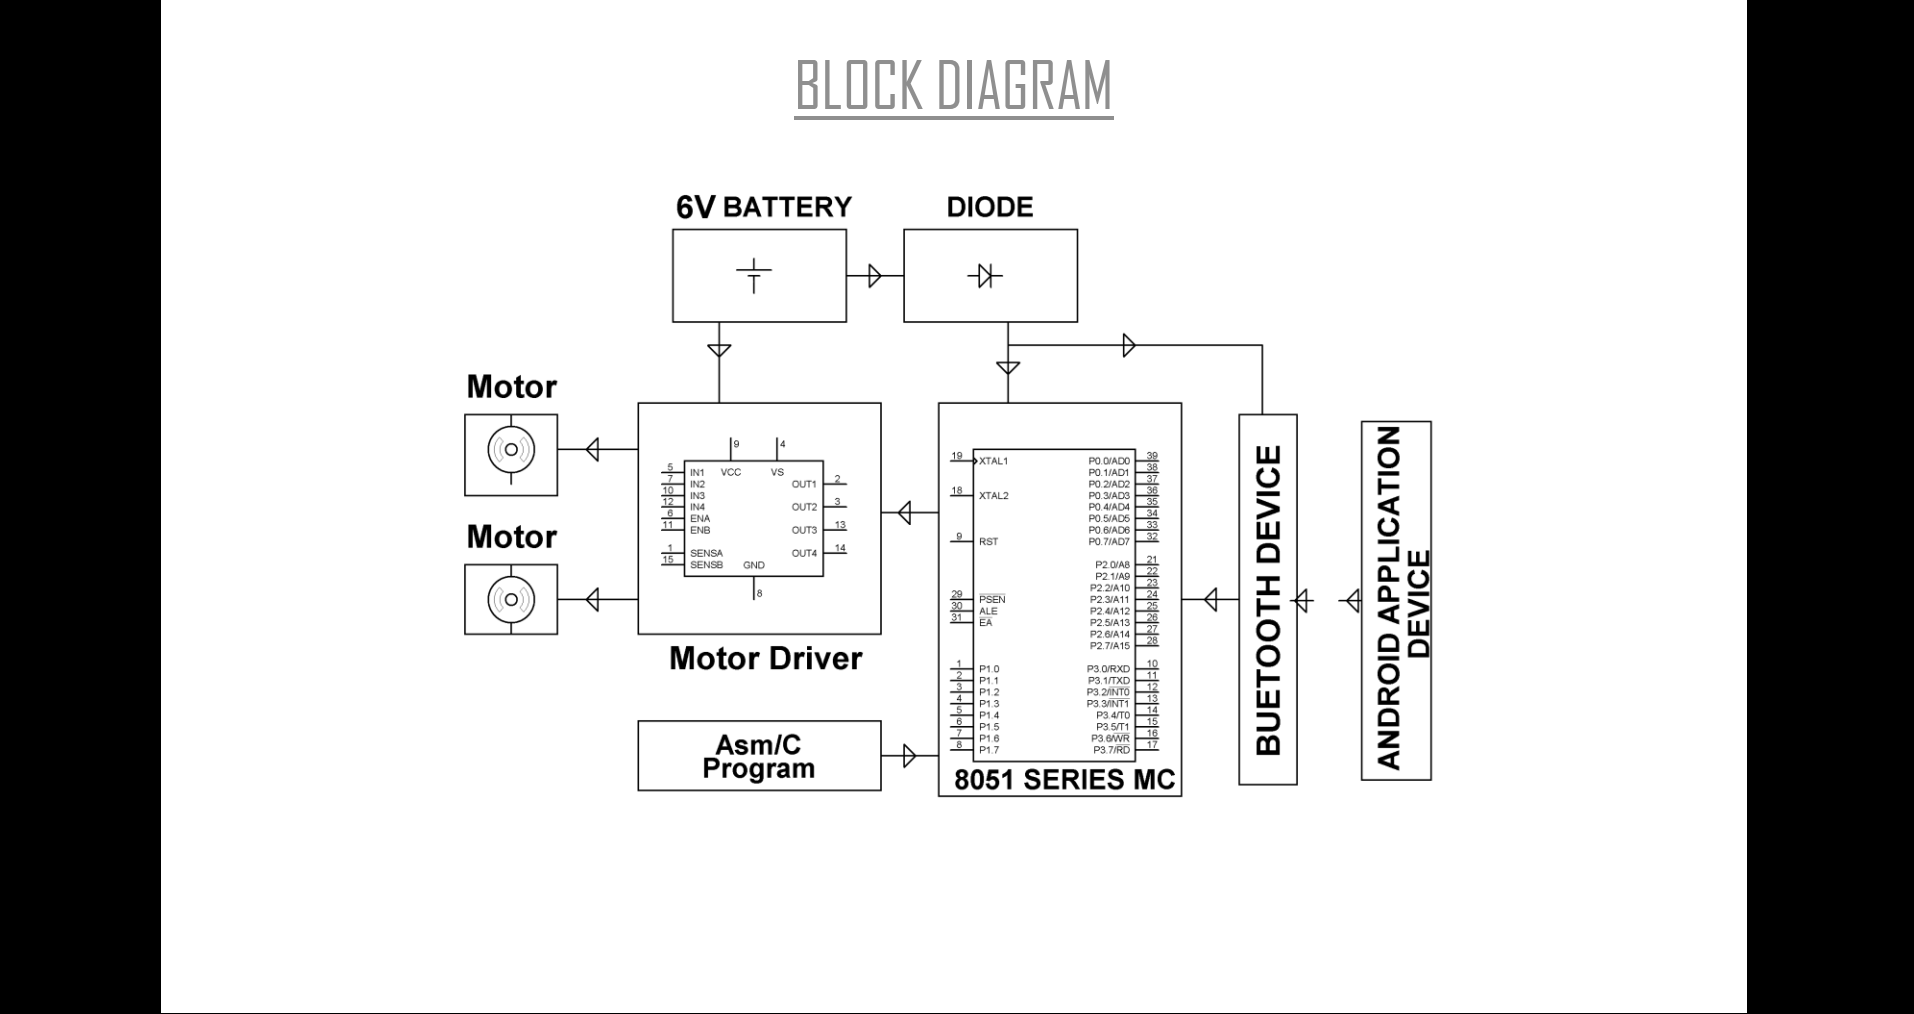 BLOCK DIAGRAM
6V BATTERY
DIODE
Motor
Motor
9
4
VCC
VS
5 IN1
7 IN2
10 IN3
12 IN4
6 ENA
11 ENB
1 SENSA
15 SENSB
OUT1 2
OUT2 3
OUT3 13
OUT4 14
GND
8
Motor Driver
Asm/C
Program
19 XTAL1
18 XTAL2
9 RST
29 PSEN
30 ALE
31 EA
1 P1.0
2 P1.1
3 P1.2
4 P1.3
5 P1.4
6 P1.5
7 P1.6
8 P1.7
P0.0/AD0 39
P0.1/AD1 38
P0.2/AD2 37
P0.3/AD3 36
P0.4/AD4 35
P0.5/AD5 34
P0.6/AD6 33
P0.7/AD7 32
P2.0/A8 21
P2.1/A9 22
P2.2/A10 23
P2.3/A11 24
P2.4/A12 25
P2.5/A13 26
P2.6/A14 27
P2.7/A15 28
P3.0/RXD 10
P3.1/TXD 11
P3.2/INT0 12
P3.3/INT1 13
P3.4/T0 14
P3.5/T1 15
P3.6/WR 16
P3.7/RD 17
8051 SERIES MC
BUETOOTH DEVICE
ANDROID APPLICATION
DEVICE